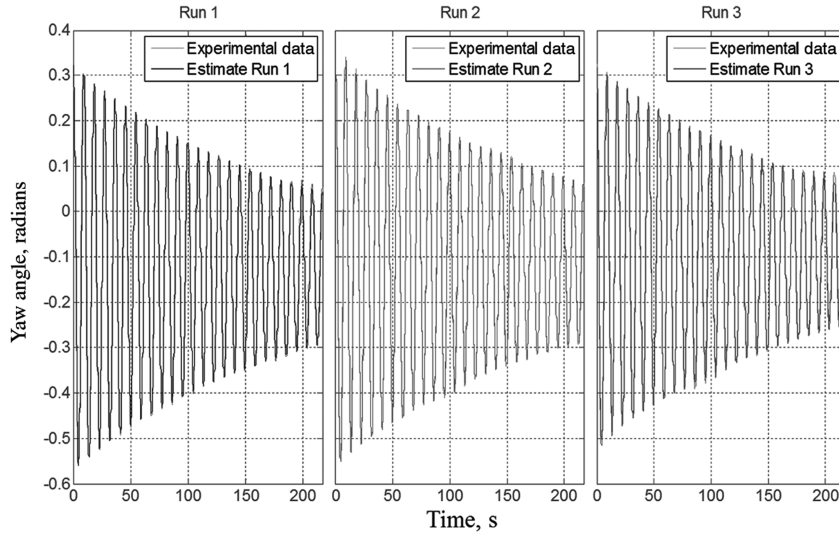 Run 1
Run 2
Run 3
Experimental data
Estimate Run 1
Experimental data
Estimate Run 2
Experimental data
Estimate Run 3
Yaw angle, radians
0.4
0.3
0.2
0.1
0
-0.1
-0.2
-0.3
-0.4
-0.5
-0.6
0 50 100 150 200
0 50 100 150 200
0 50 100 150 200
Time, s